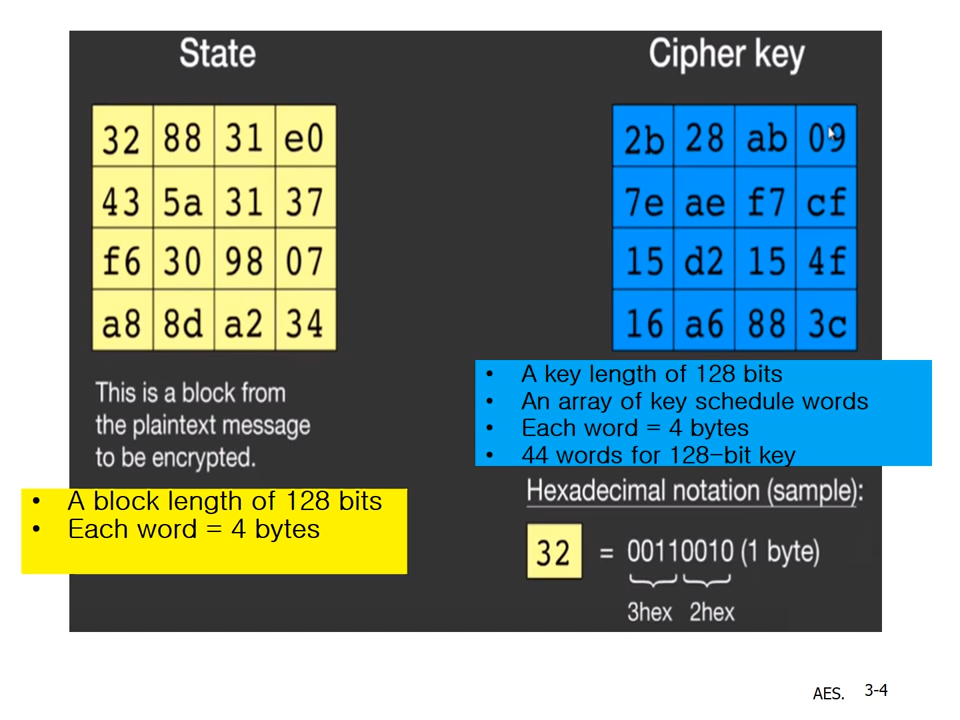 State
32 88 31 e0
43 5a 31 37
f6 30 98 07
a8 8d a2 34
This is a block from
the plaintext message
to be encrypted.
• A block length of 128 bits
• Each word = 4 bytes
Cipher key
2b 28 ab 09
7e ae f7 cf
15 d2 15 4f
16 a6 88 3c
• A key length of 128 bits
• An array of key schedule words
• Each word = 4 bytes
• 44 words for 128-bit key
Hexadecimal notation (sample):
32 = 00110010 (1 byte)
3hex 2hex
AES. 3-4